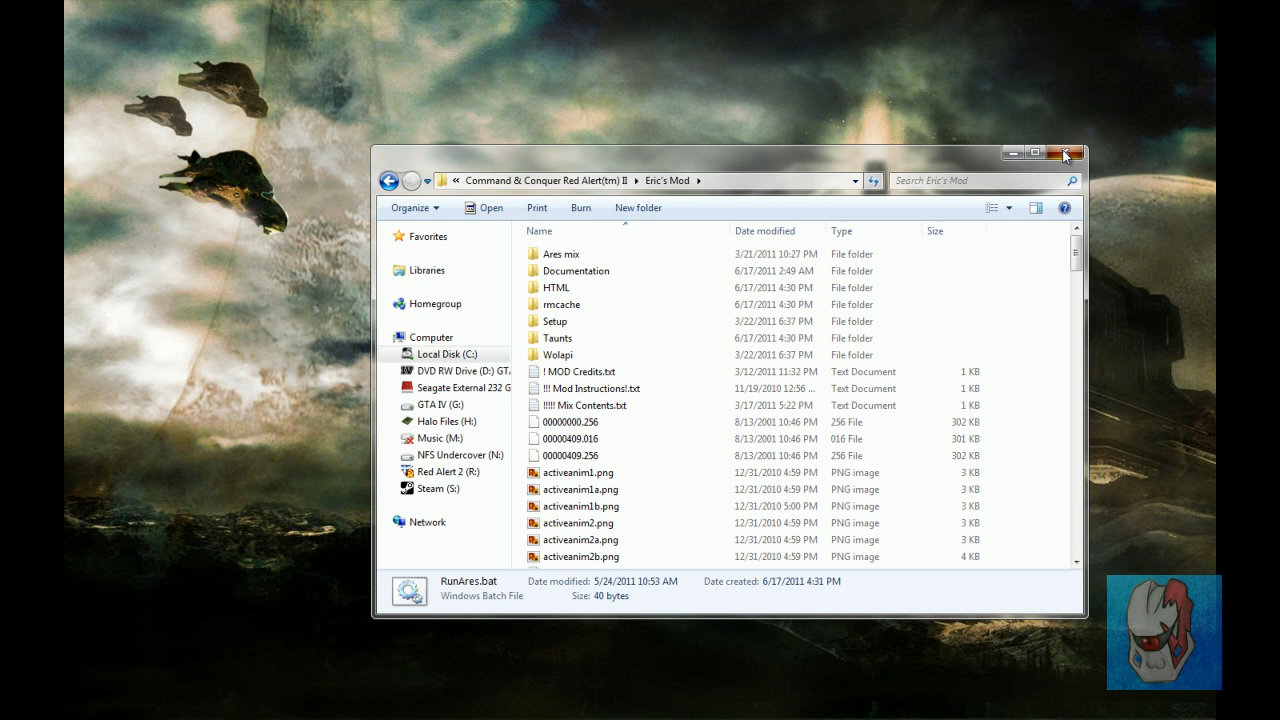 « Command & Conquer Red Alert(tm) II Eric's Mod
Search Eric's Mod
Organize Open Print Burn New folder
Name Date modified Type Size
Favorites
Libraries
Homegroup
Computer
Local Disk (C:)
DVD RW Drive (D:) GT
Seagate External 232 G
GTA IV (G:)
Halo Files (H:)
Music (M:)
NFS Undercover (N:)
Red Alert 2 (R:)
Steam (S:)
Network
Ares mix 3/21/2011 10:27 PM File folder
Documentation 6/17/2011 2:49 AM File folder
HTML 6/17/2011 4:30 PM File folder
rmcache 6/17/2011 4:30 PM File folder
Setup 3/22/2011 6:37 PM File folder
Taunts 6/17/2011 4:30 PM File folder
Wolapi 3/22/2011 6:37 PM File folder
! MOD Credits.txt 3/12/2011 11:32 PM Text Document 1 KB
!!! Mod Instructions!.txt 11/19/2010 12:56 ... Text Document 1 KB
!!!!! Mix Contents.txt 3/17/2011 5:22 PM Text Document 1 KB
00000000.256 8/13/2001 10:46 PM 256 File 302 KB
00000409.016 8/13/2001 10:46 PM 016 File 301 KB
00000409.256 8/13/2001 10:46 PM 256 File 302 KB
activeanim1.png 12/31/2010 4:59 PM PNG image 3 KB
activeanim1a.png 12/31/2010 4:59 PM PNG image 3 KB
activeanim1b.png 12/31/2010 5:00 PM PNG image 3 KB
activeanim2.png 12/31/2010 4:59 PM PNG image 3 KB
activeanim2a.png 12/31/2010 4:59 PM PNG image 3 KB
activeanim2b.png 12/31/2010 4:59 PM PNG image 4 KB
RunAres.bat Date modified: 5/24/2011 10:53 AM Date created: 6/17/2011 4:31 PM
Windows Batch File Size: 40 bytes